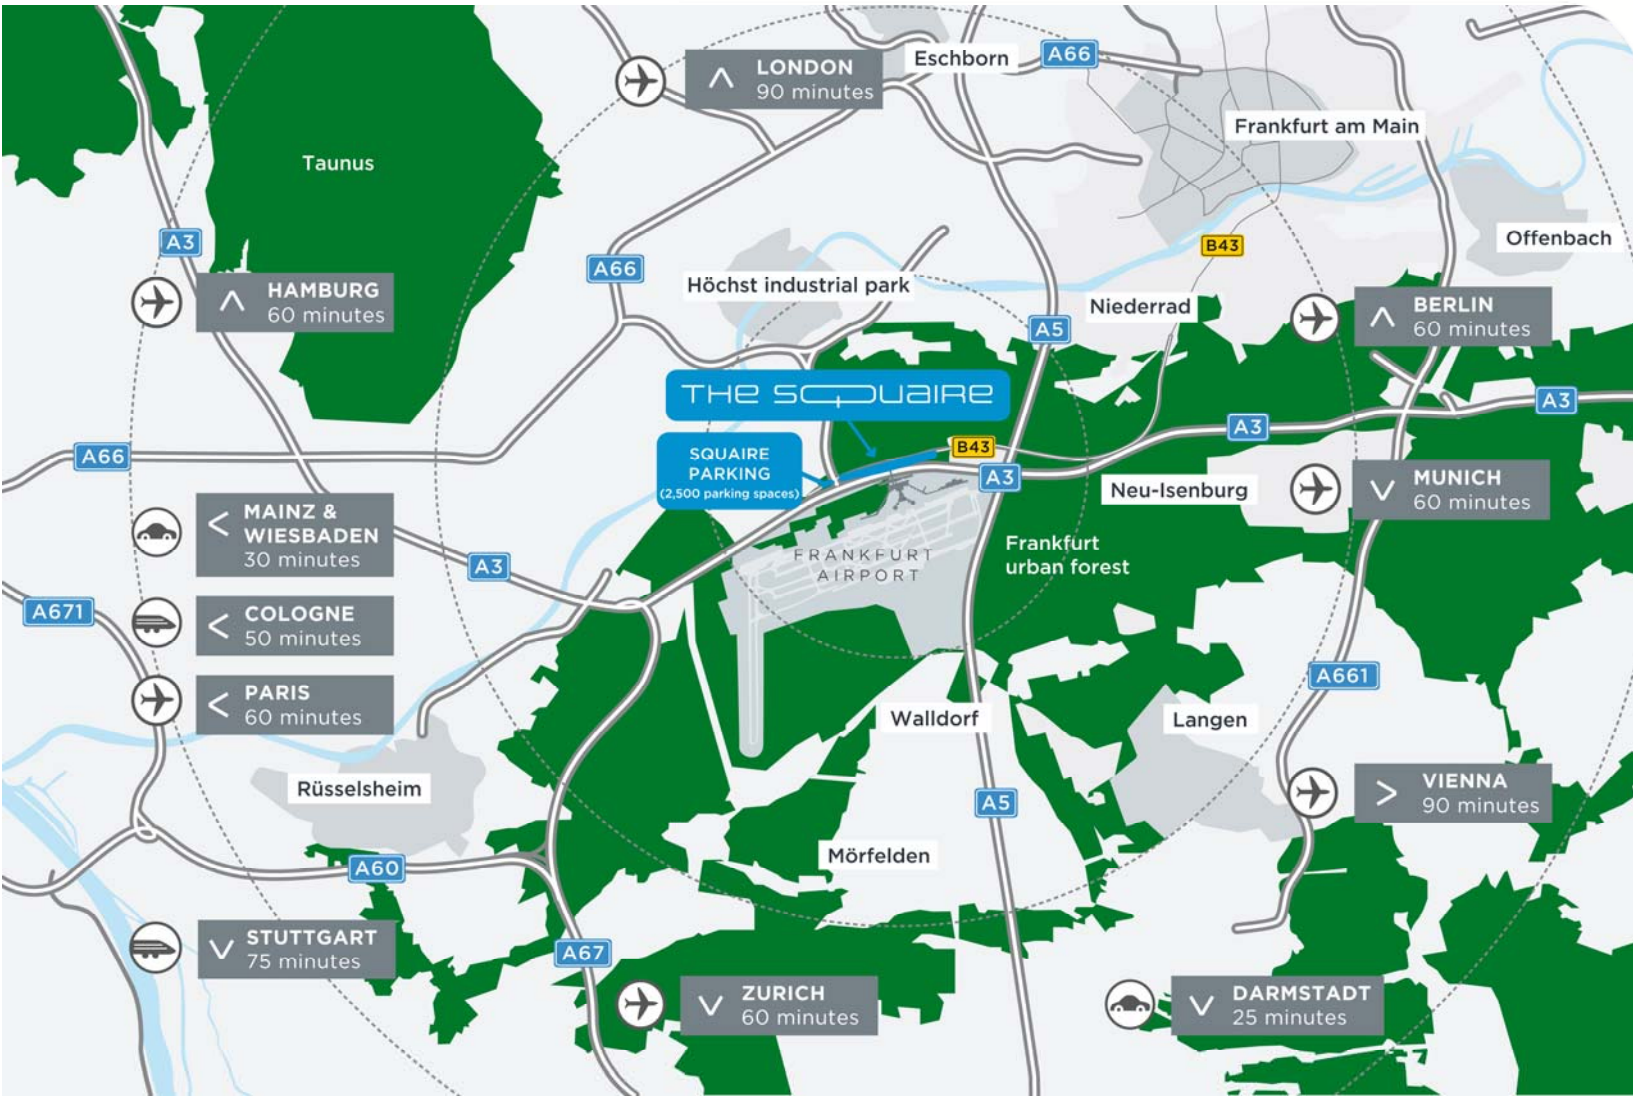 LONDON
90 minutes
Eschborn
A66
Frankfurt am Main
Taunus
A3
A66
Höchst industrial park
B43
Offenbach
HAMBURG
60 minutes
Niederrad
A5
BERLIN
60 minutes
THE SQUAIRE
A3
A3
A66
SQUAIRE
PARKING
(2,500 parking spaces)
B43
A3
Neu-Isenburg
MUNICH
60 minutes
MAINZ &
WIESBADEN
30 minutes
A3
FRANKFURT
AIRPORT
Frankfurt
urban forest
A671
COLOGNE
50 minutes
PARIS
60 minutes
A661
Walldorf
Langen
Rüsselsheim
A5
VIENNA
90 minutes
A60
Mörfelden
STUTTGART
75 minutes
A67
ZURICH
60 minutes
DARMSTADT
25 minutes